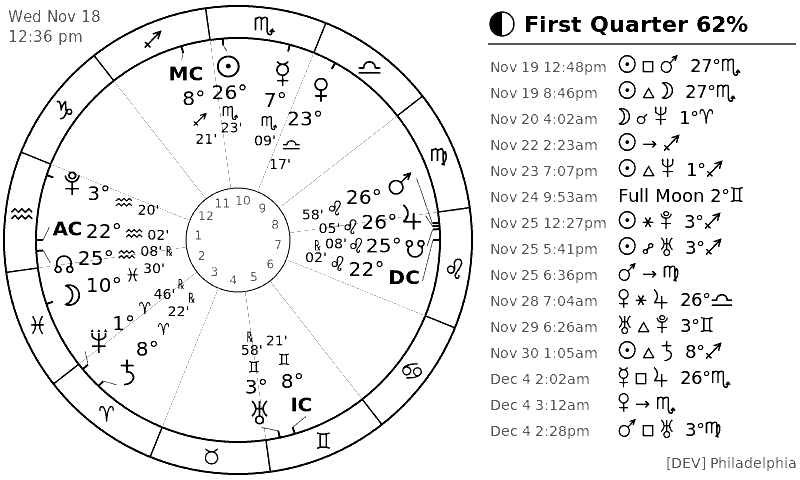 Wed Nov 18
12:36 pm
♐ ♏ ♎ ♍ ♌ ♋ ♊ ♉ ♈ ♓ ♒ ♑
MC
8°
♐
21'
☉
26°
♏
23'
☿
7°
♏
09'
♀
23°
♎
17'
♂ 26° ♌ 58'
♃ 26° ♌ 05'
☋ 25° ♌ 08' ℞
DC 22° ♌ 02'
♇ 3° ♒ 20'
AC 22° ♒ 02'
☊ 25° ♒ 08' ℞
☽ 10° ♓ 30'
♆ 1° ♈ 46' ℞
♄ 8° ♈ 22' ℞
℞
58'
♊
3°
♅
21'
♊
8°
IC
1 2 3 4 5 6 7 8 9 10 11 12
◐ First Quarter 62%
Nov 19 12:48pm ☉ □ ♂ 27°♏
Nov 19 8:46pm ☉ △ ☽ 27°♏
Nov 20 4:02am ☽ ☌ ♆ 1°♈
Nov 22 2:23am ☉ → ♐
Nov 23 7:07pm ☉ △ ♆ 1°♐
Nov 24 9:53am Full Moon 2°♊
Nov 25 12:27pm ☉ ⚹ ♇ 3°♐
Nov 25 5:41pm ☉ ☍ ♅ 3°♐
Nov 25 6:36pm ♂ → ♍
Nov 28 7:04am ♀ ⚹ ♃ 26°♎
Nov 29 6:26am ♅ △ ♇ 3°♊
Nov 30 1:05am ☉ △ ♄ 8°♐
Dec 4 2:02am ☿ □ ♃ 26°♏
Dec 4 3:12am ♀ → ♏
Dec 4 2:28pm ♂ □ ♅ 3°♍
[DEV] Philadelphia